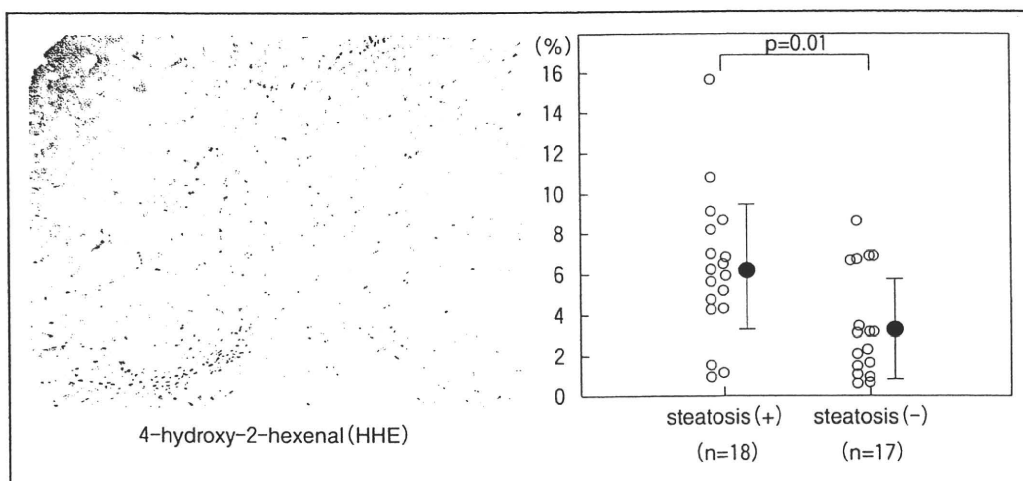 (%)
p=0.01
16
14
12
10
8
6
4
2
0
steatosis(+)
steatosis(-)
(n=18)
(n=17)
4-hydroxy-2-hexenal(HHE)